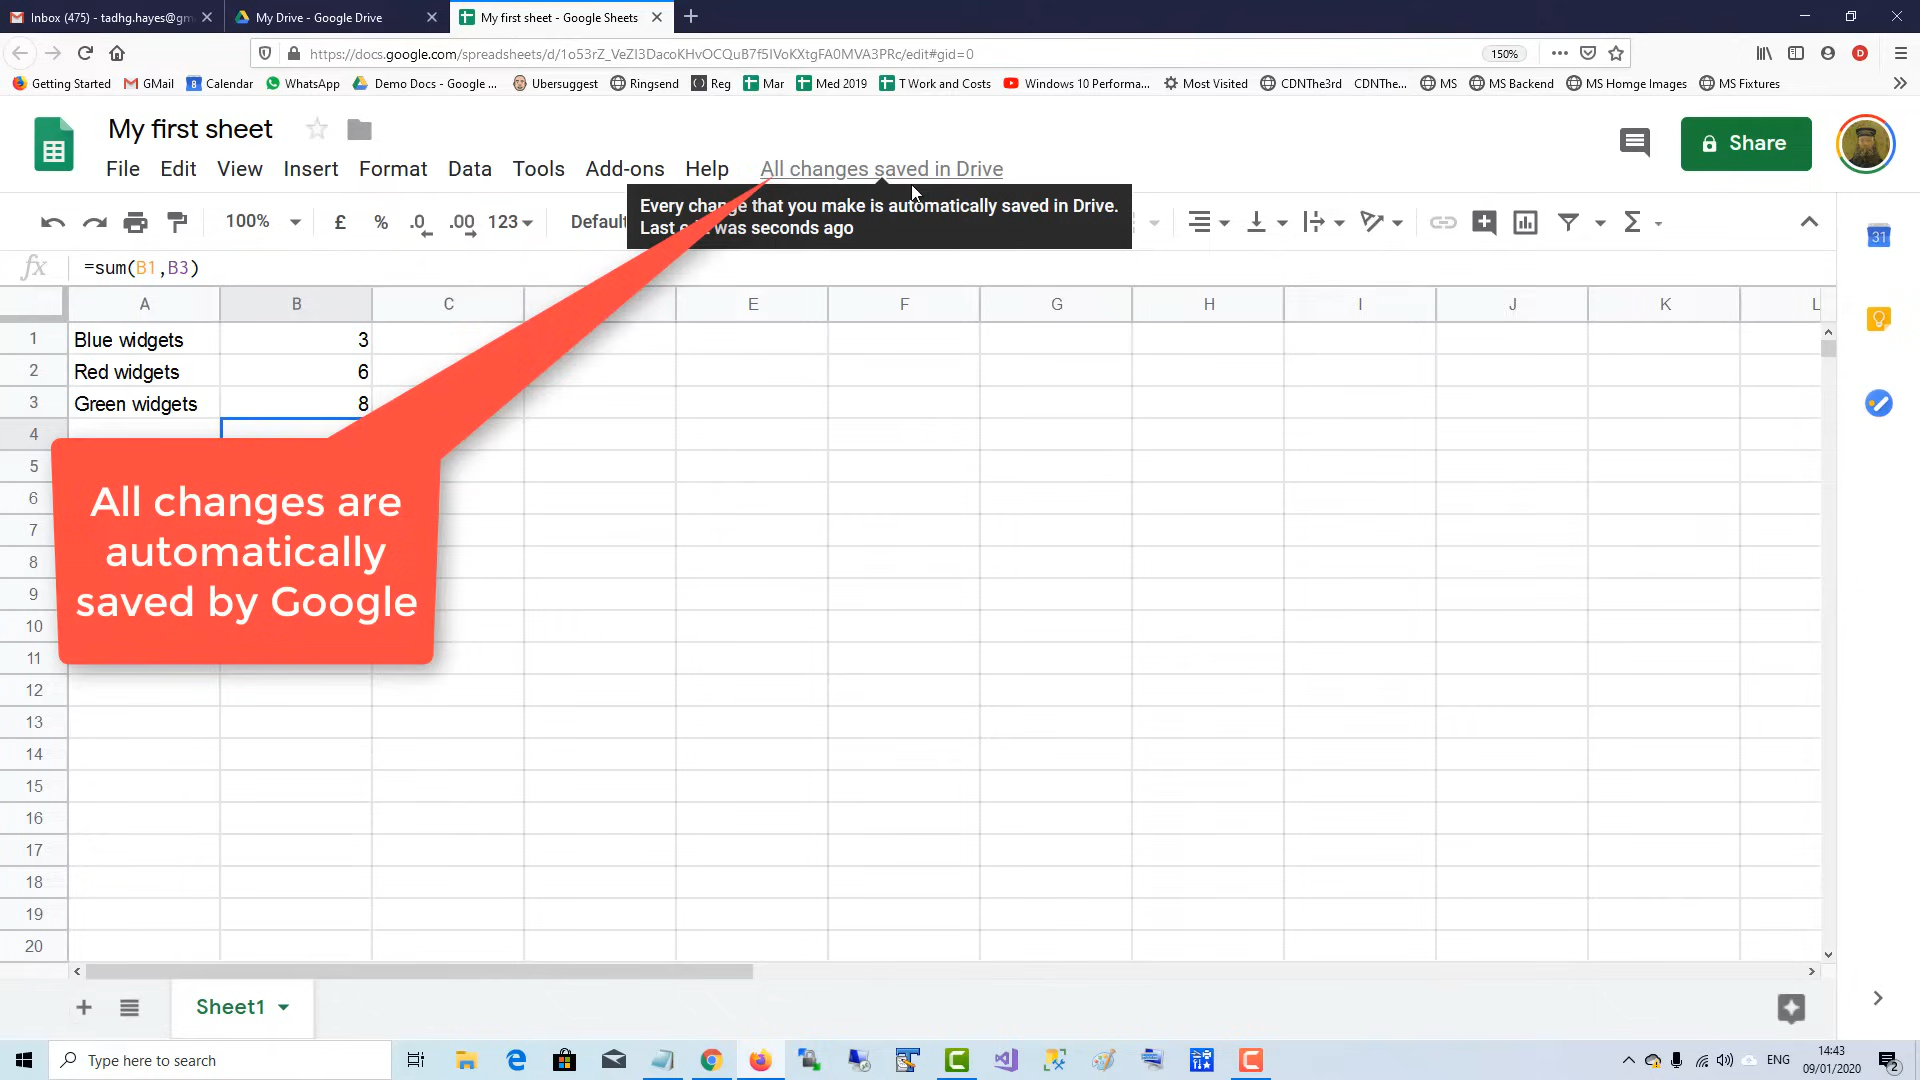 Inbox (475) - tadhg.hayes@gm
My Drive - Google Drive
My first sheet - Google Sheets
https://docs.google.com/spreadsheets/d/1o53rZ_VeZI3DacoKHvOCQuB7f5IVoKXtgFA0MVA3PRc/edit#gid=0
150%
Getting Started
GMail
8 Calendar
WhatsApp
Demo Docs - Google ...
Ubersuggest
Ringsend
Reg
Mar
Med 2019
T Work and Costs
Windows 10 Performa...
Most Visited
CDNThe3rd
CDNThe...
MS
MS Backend
MS Homge Images
MS Fixtures
My first sheet
Share
File Edit View Insert Format Data Tools Add-ons Help All changes saved in Drive
Every change that you make is automatically saved in Drive.
was seconds ago
100% £ % .0 .00 123 Default
31
fx =sum(B1,B3)
A B C E F G H I J K L
1 Blue widgets 3
2 Red widgets 6
3 Green widgets 8
4
5
6
7
8
9
10
11
12
13
14
15
16
17
18
19
20
All changes are
automatically
saved by Google
Sheet1
Type here to search
ENG
14:43
09/01/2020
2